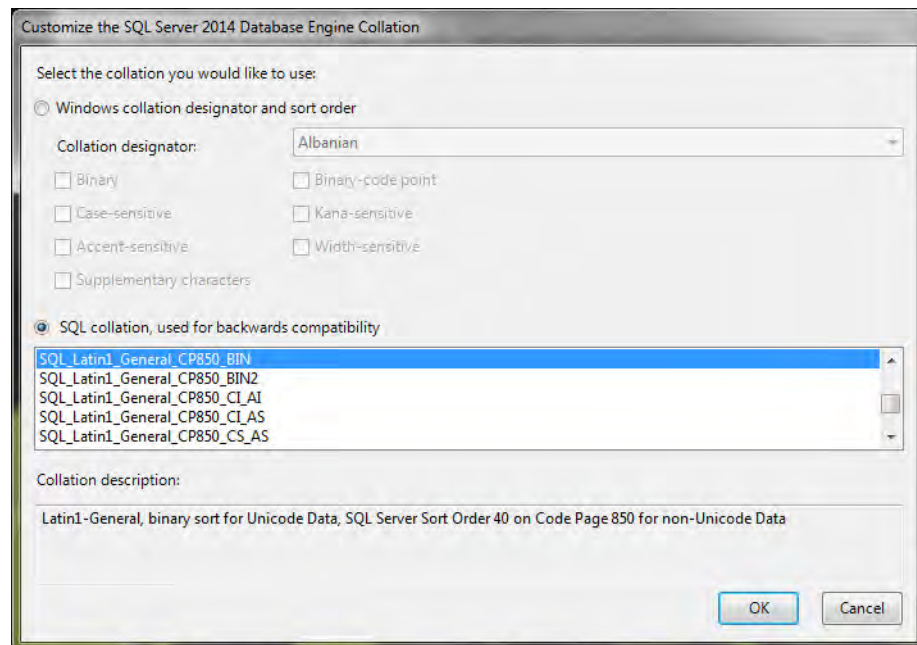 Customize the SQL Server 2014 Database Engine Collation
Select the collation you would like to use:
Windows collation designator and sort order
Collation designator: Albanian
Binary Binary-code point
Case-sensitive Kana-sensitive
Accent-sensitive Width-sensitive
Supplementary characters
SQL collation, used for backwards compatibility
SQL_Latin1_General_CP850_BIN
SQL_Latin1_General_CP850_BIN2
SQL_Latin1_General_CP850_CI_AI
SQL_Latin1_General_CP850_CI_AS
SQL_Latin1_General_CP850_CS_AS
Collation description:
Latin1-General, binary sort for Unicode Data, SQL Server Sort Order 40 on Code Page 850 for non-Unicode Data
OK Cancel